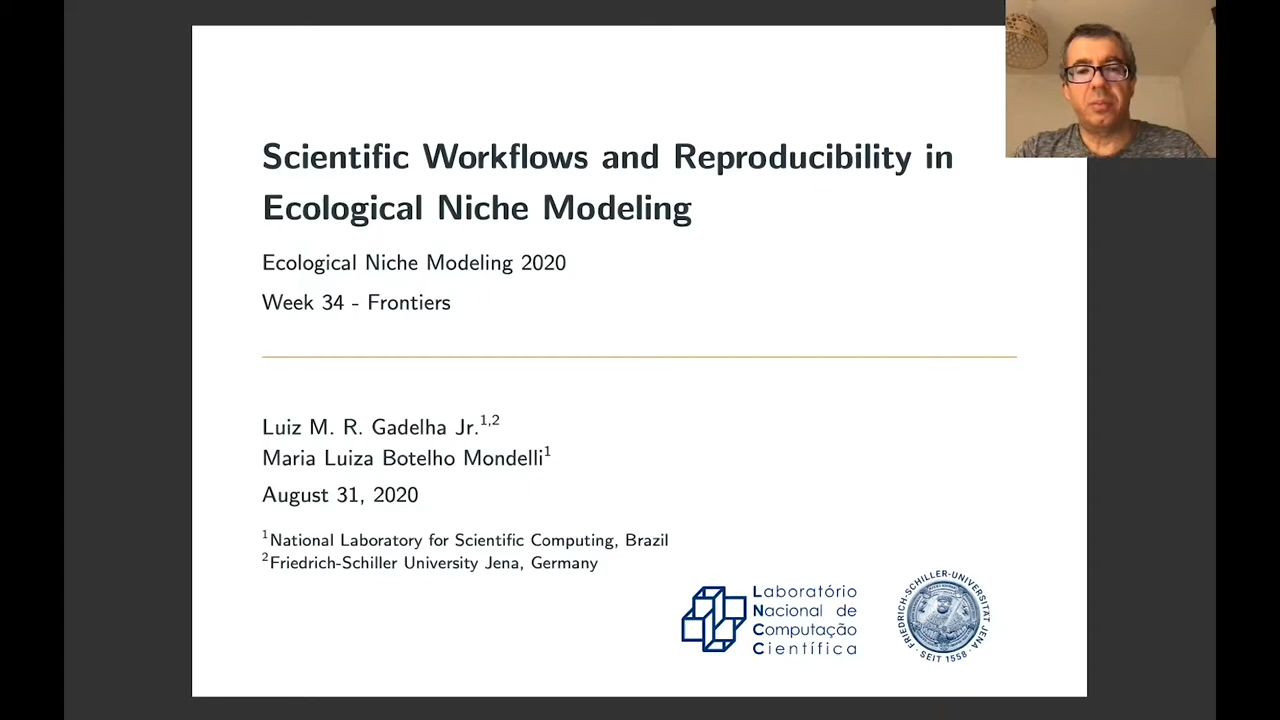 Scientific Workflows and Reproducibility in
Ecological Niche Modeling
Ecological Niche Modeling 2020
Week 34 - Frontiers
Luiz M. R. Gadelha Jr.¹,²
Maria Luiza Botelho Mondelli¹
August 31, 2020
¹National Laboratory for Scientific Computing, Brazil
²Friedrich-Schiller University Jena, Germany
Laboratório
Nacional de
Computação
Científica
FRIEDRICH-SCHILLER-UNIVERSITÄT JENA
· SEIT 1558 ·